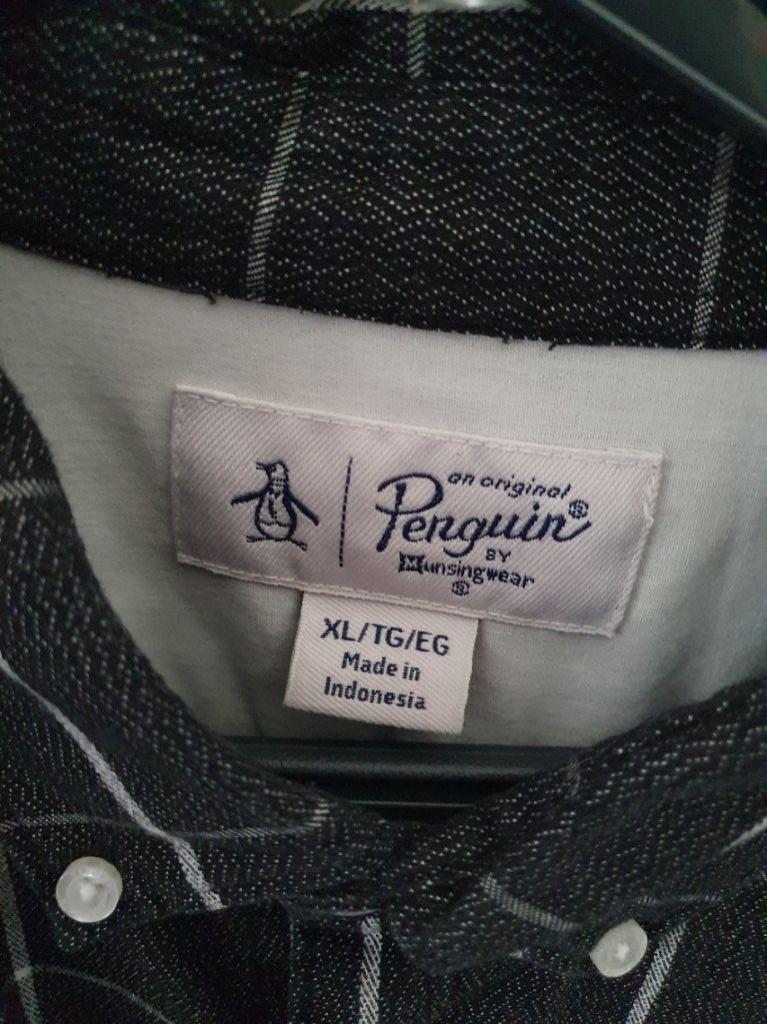 an original
Penguin®
BY
Munsingwear
®
XL/TG/EG
Made in
Indonesia